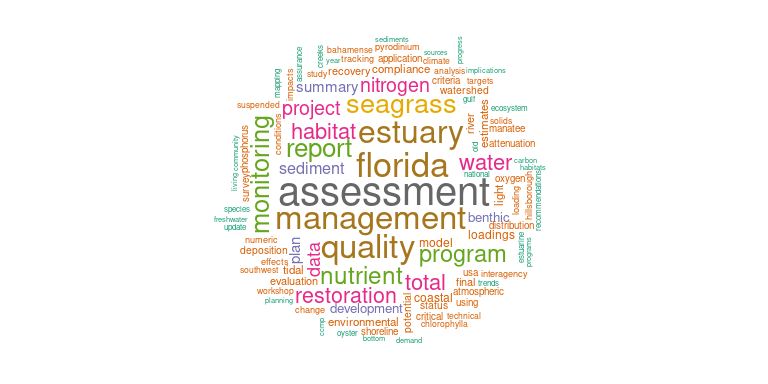 sediments
bahamense
pyrodinium
progress
creeks
assurance
year
tracking
application
sources
climate
study
recovery
compliance
analysis
implications
mapping
impacts
summary
nitrogen
criteria
targets
watershed
suspended
project
seagrass
gulf
ecosystem
estimates
solids
conditions
habitat
estuary
river
manatee
phosphorus
monitoring
report
old
attenuation
community
living
survey
sediment
florida
water
carbon
habitats
national
oxygen
light
loading
hillsborough
recommendations
assessment
species
freshwater
update
management
benthic
distribution
numeric
deposition
plan
data
quality
model
loadings
program
estuarine
programs
effects
southwest
tidal
nutrient
total
usa
interagency
evaluation
final
trends
workshop
planning
restoration
potential
coastal
atmospheric
status
using
change
development
critical
technical
ccmp
environmental
shoreline
chlorophylla
oyster
bottom
demand